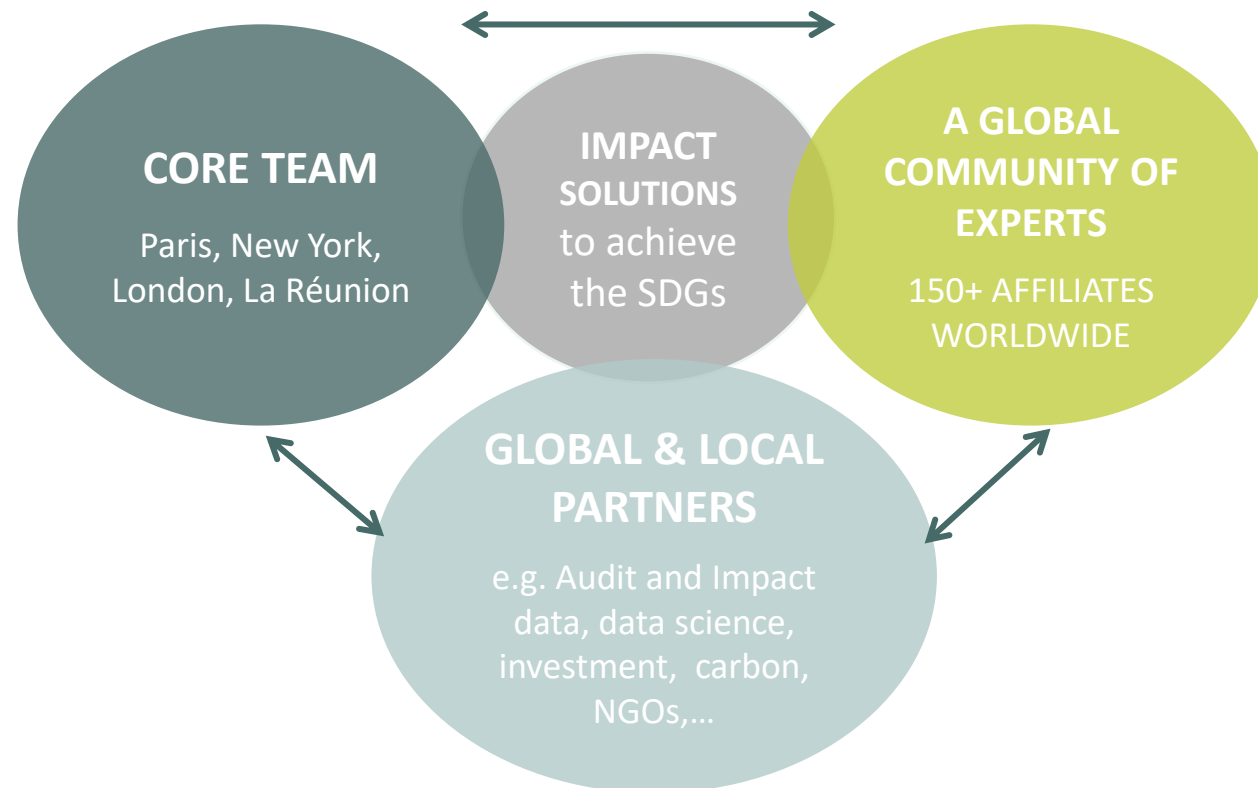 CORE TEAM
Paris, New York,
London, La Réunion
IMPACT
SOLUTIONS
to achieve
the SDGs
A GLOBAL
COMMUNITY OF
EXPERTS
150+ AFFILIATES
WORLDWIDE
GLOBAL & LOCAL
PARTNERS
e.g. Audit and Impact
data, data science,
investment,  carbon,
NGOs,...